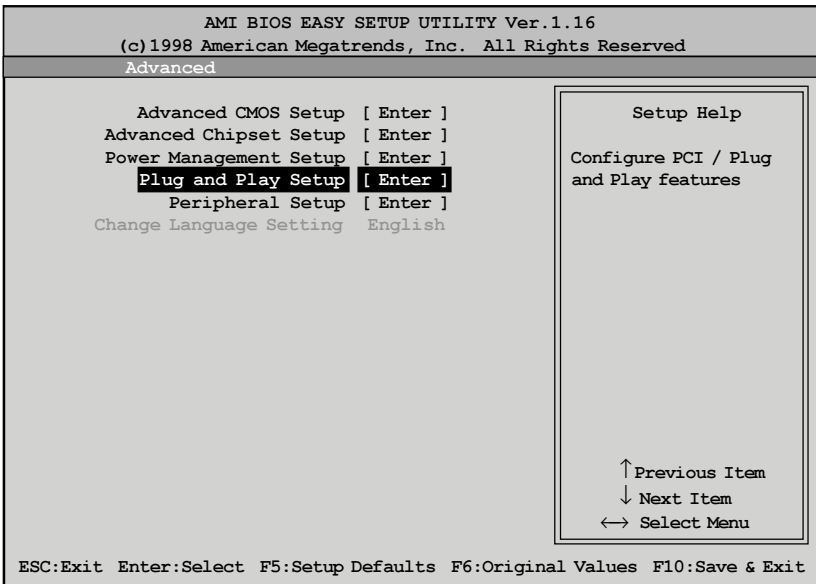 AMI BIOS EASY SETUP UTILITY Ver.1.16
(c)1998 American Megatrends, Inc. All Rights Reserved
Advanced
Advanced CMOS Setup [ Enter ]
Advanced Chipset Setup [ Enter ]
Power Management Setup [ Enter ]
Plug and Play Setup [ Enter ]
Peripheral Setup [ Enter ]
Change Language Setting English
Setup Help
Configure PCI / Plug
and Play features
↑Previous Item
↓ Next Item
↔ Select Menu
ESC:Exit Enter:Select F5:Setup Defaults F6:Original Values F10:Save & Exit